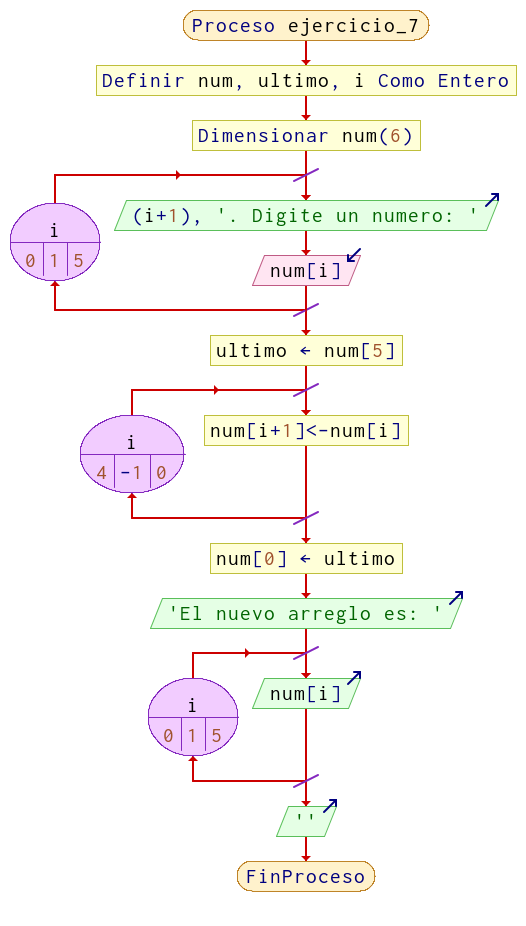 Proceso ejercicio_7
Definir num, ultimo, i Como Entero
Dimensionar num(6)
(i+1), '. Digite un numero: '
i
0 1 5
num[i]
ultimo ← num[5]
i
4 -1 0
num[i+1]<-num[i]
num[0] ← ultimo
'El nuevo arreglo es: '
i
0 1 5
num[i]
''
FinProceso